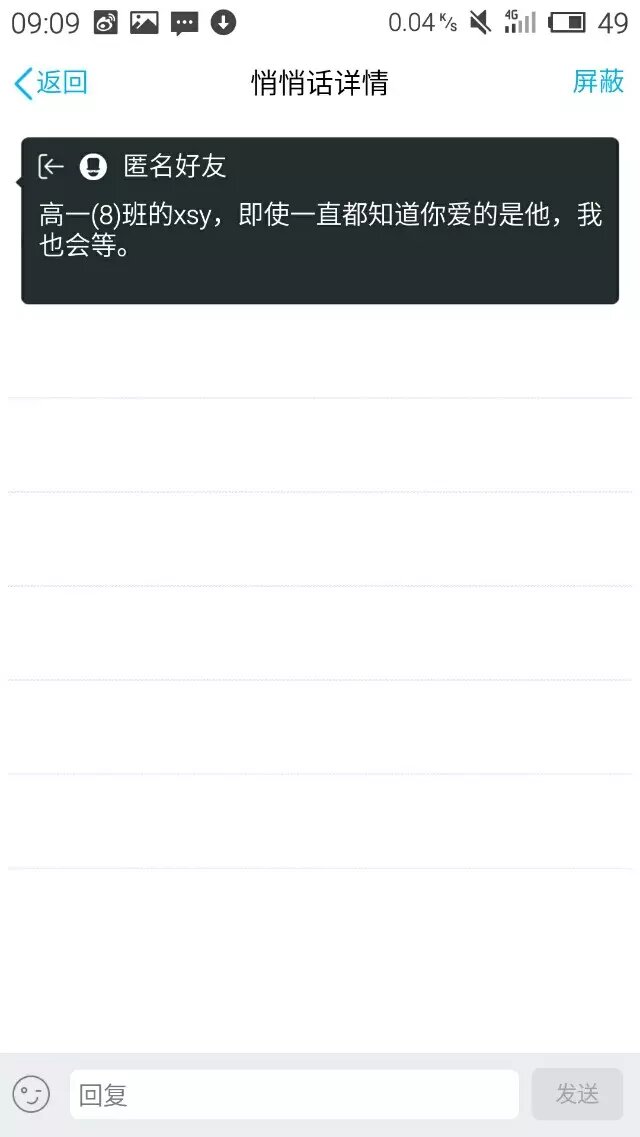 09:09 0.04 K/s 4G 49
返回 悄悄话详情 屏蔽
匿名好友
高一(8)班的xsy，即使一直都知道你爱的是他，我
也会等。
回复 发送